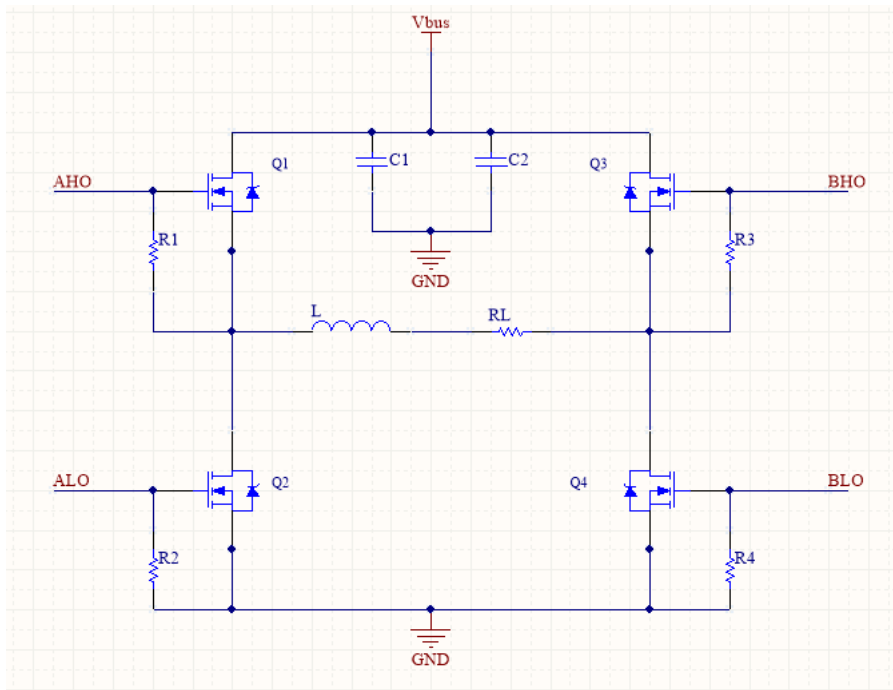 Vbus
Q1
C1
C2
Q3
AHO
BHO
R1
R3
GND
L
RL
ALO
Q2
Q4
BLO
R2
R4
GND